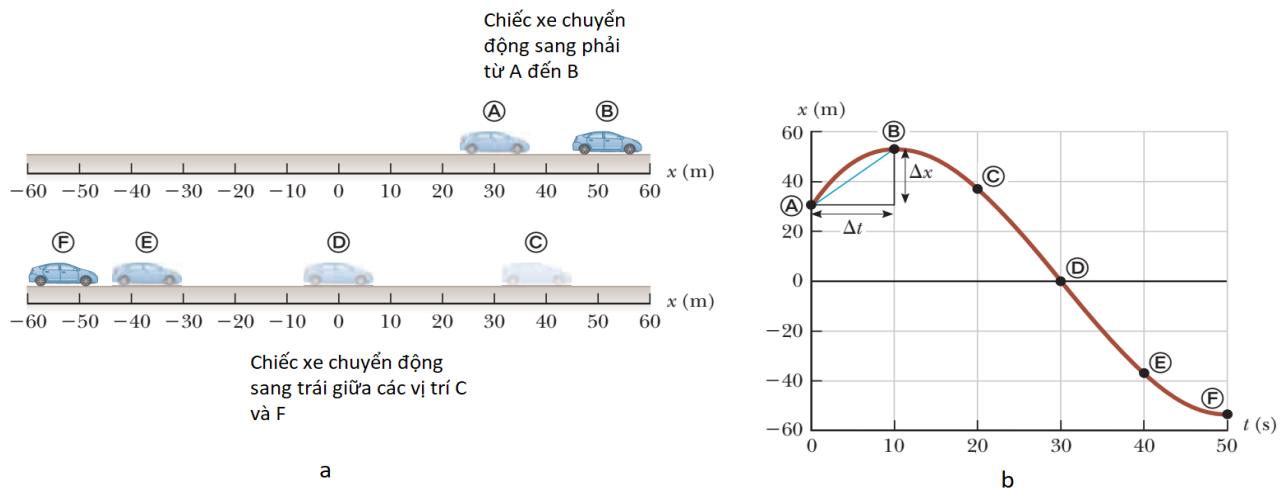 Chiếc xe chuyển
động sang phải
từ A đến B
Ⓐ Ⓑ
−60 −50 −40 −30 −20 −10 0 10 20 30 40 50 60 x (m)
Ⓕ Ⓔ Ⓓ Ⓒ
−60 −50 −40 −30 −20 −10 0 10 20 30 40 50 60 x (m)
Chiếc xe chuyển động
sang trái giữa các vị trí C
và F
a
x (m)
60
40
20
0
−20
−40
−60
Ⓐ
Ⓑ
Ⓒ
Ⓓ
Ⓔ
Ⓕ
Δx
Δt
0 10 20 30 40 50 t (s)
b